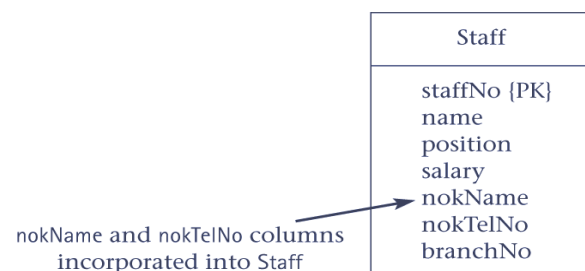 Staff
staffNo {PK}
name
position
salary
nokName
nokTelNo
branchNo
nokName and nokTelNo columns
incorporated into Staff